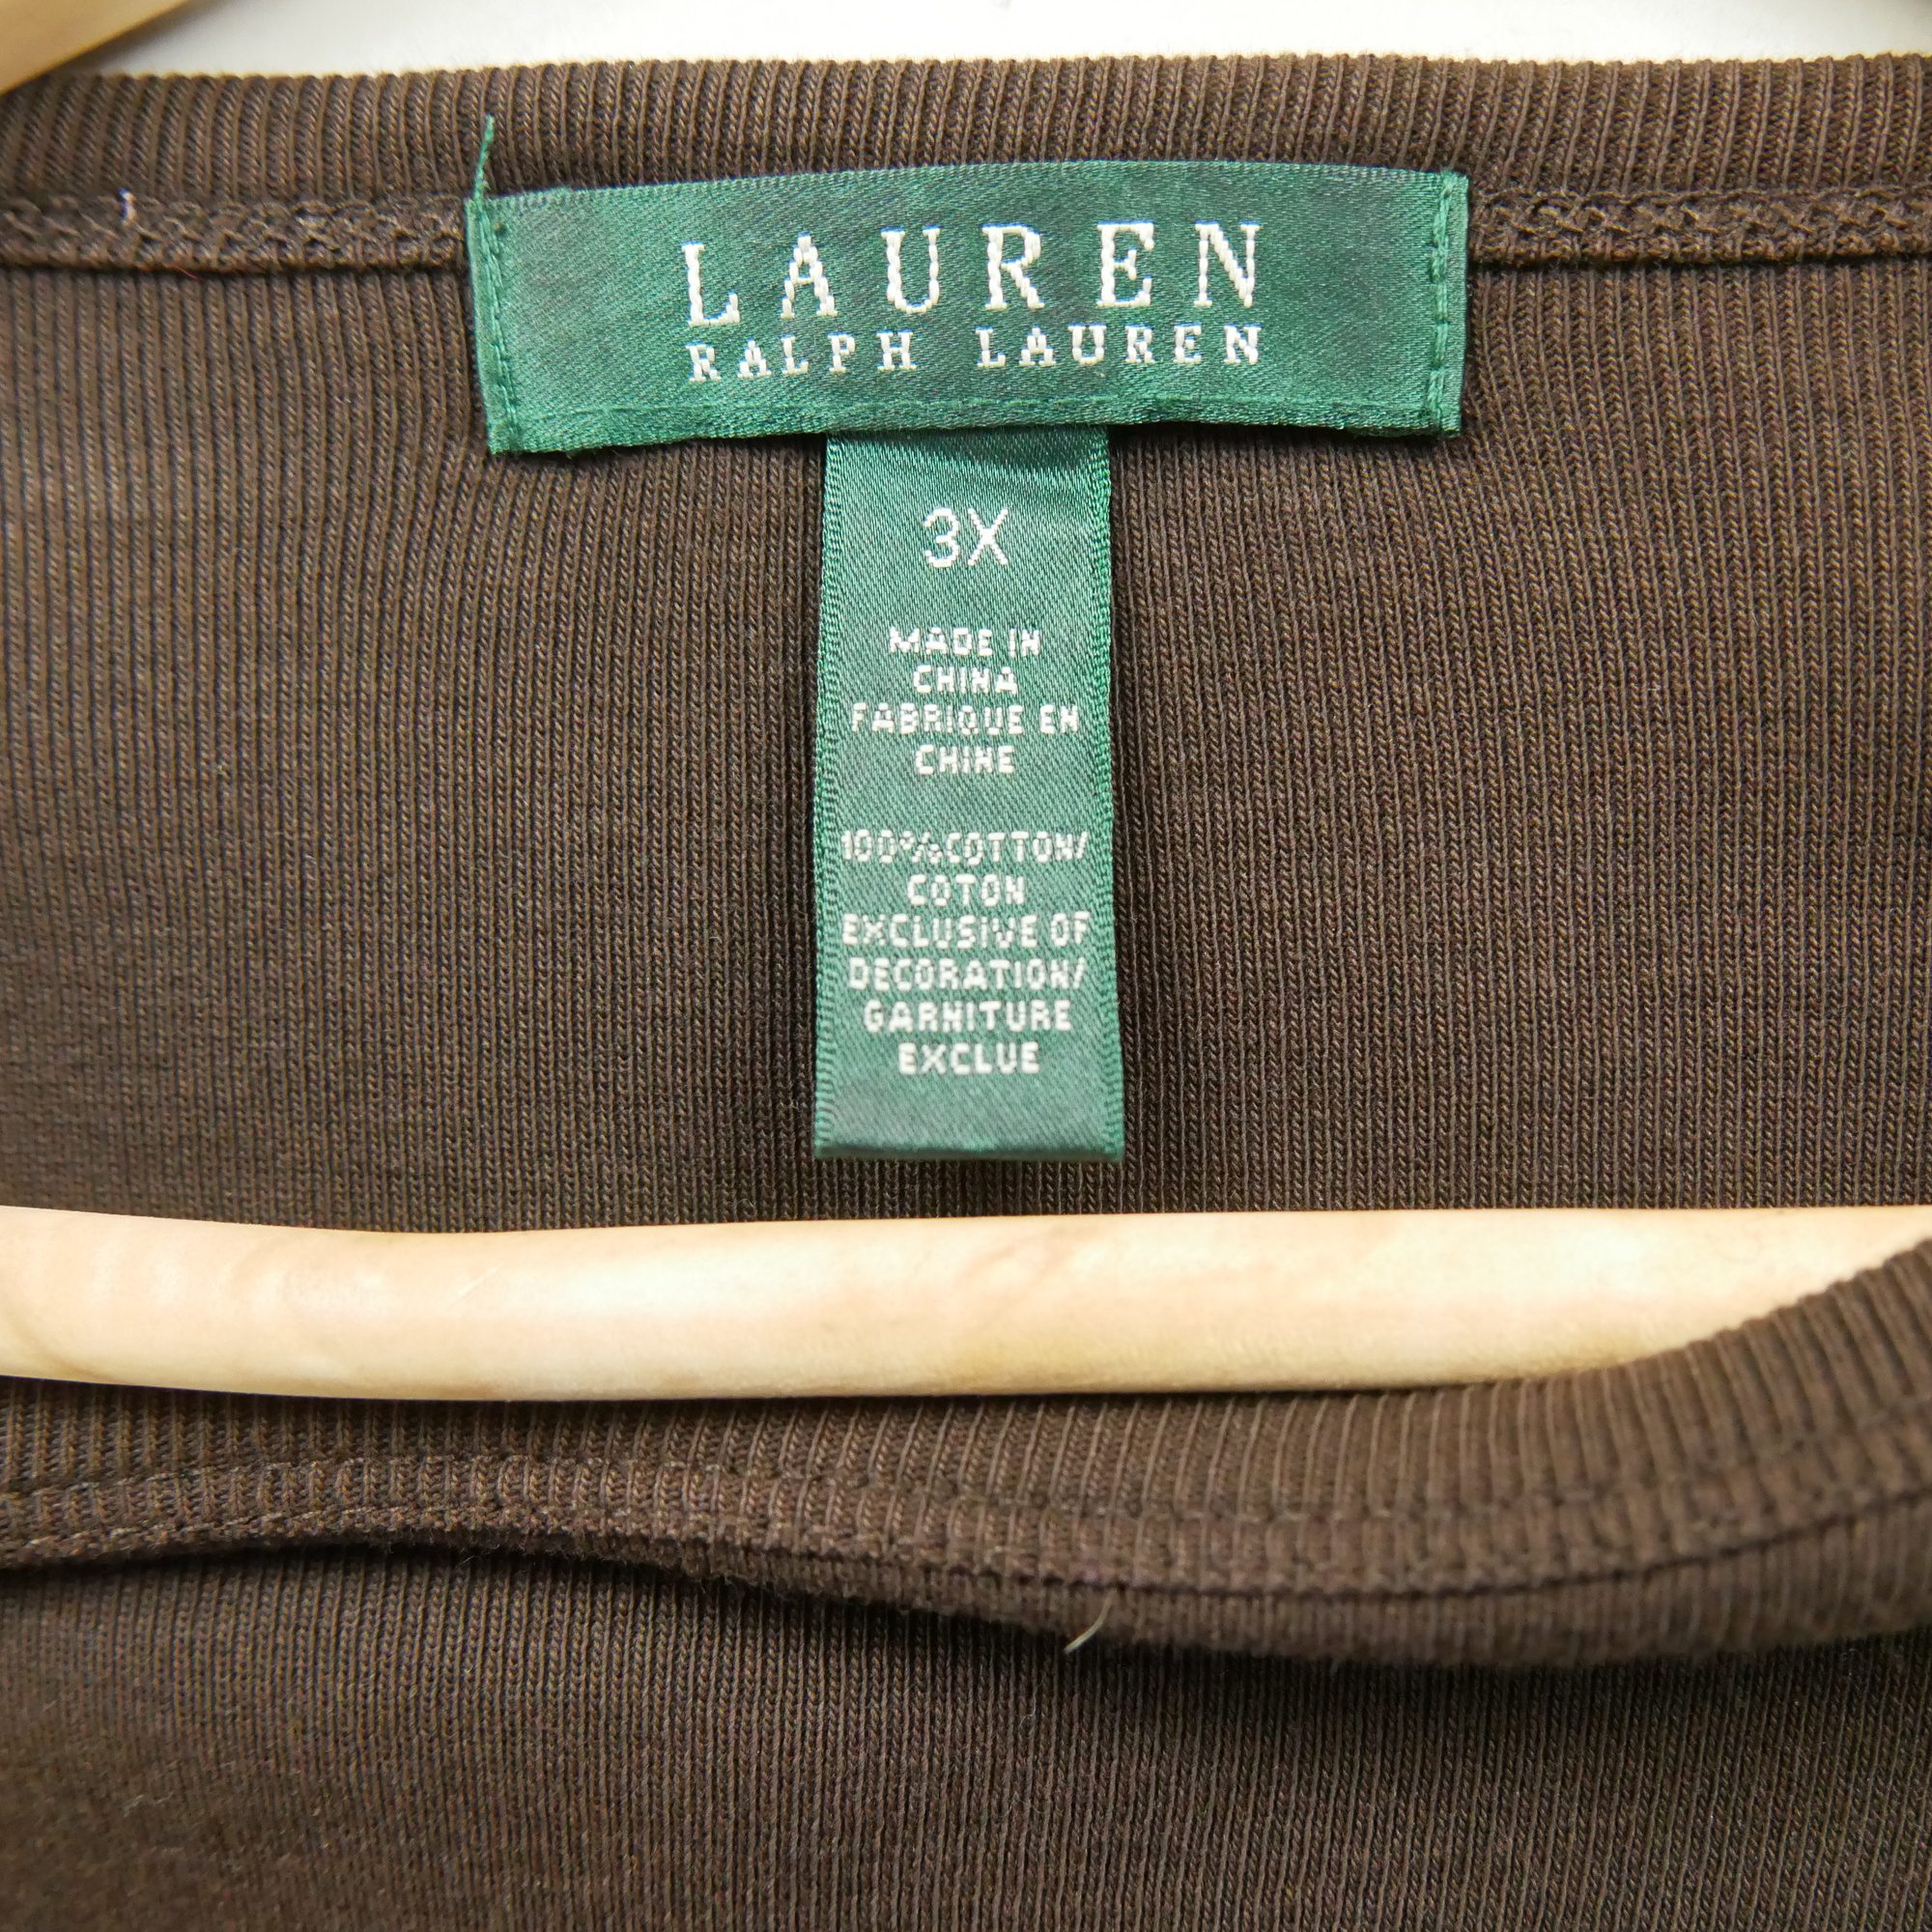 LAUREN
RALPH LAUREN
3X
MADE IN
CHINA
FABRIQUE EN
CHINE
100%COTTON/
COTON
EXCLUSIVE OF
DECORATION/
GARNITURE
EXCLUE